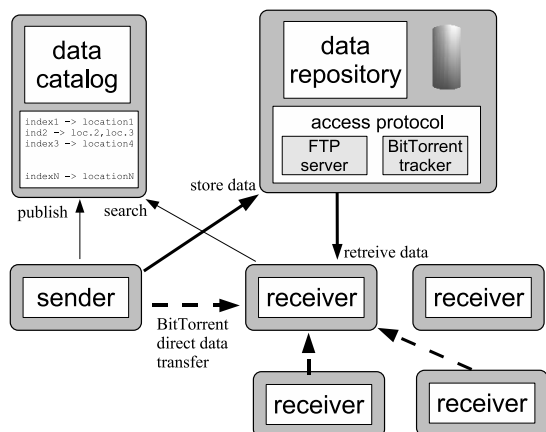 data
catalog
index1 -> location1
ind2 -> loc.2,loc.3
index3 -> location4
indexN -> locationN
data
repository
access protocol
FTP
server
BitTorrent
tracker
publish
search
store data
retreive data
sender
receiver
receiver
BitTorrent
direct data
transfer
receiver
receiver